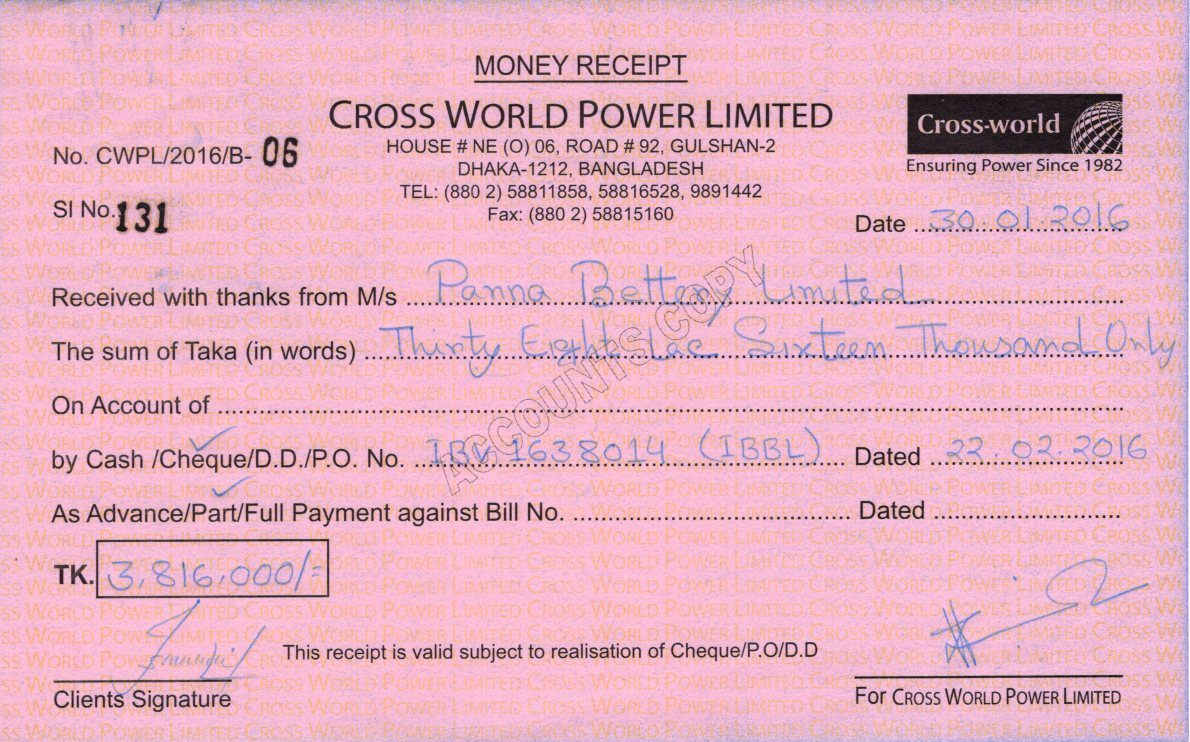 MONEY RECEIPT
CROSS WORLD POWER LIMITED
HOUSE # NE (O) 06, ROAD # 92, GULSHAN-2
DHAKA-1212, BANGLADESH
TEL: (880 2) 58811858, 58816528, 9891442
Fax: (880 2) 58815160
Cross-world
Ensuring Power Since 1982
No. CWPL/2016/B- 06
SI No. 131
Date 30.01.2016
Received with thanks from M/s Panna Bettery Limited
The sum of Taka (in words) Thirty Eight Lac Sixteen Thousand Only
On Account of
by Cash /Cheque/D.D./P.O. No. IBV 1638014 (IBBL) Dated 22.02.2016
As Advance/Part/Full Payment against Bill No. Dated
ACCOUNTS COPY
TK. 3,816,000/=
This receipt is valid subject to realisation of Cheque/P.O/D.D
Clients Signature
For CROSS WORLD POWER LIMITED